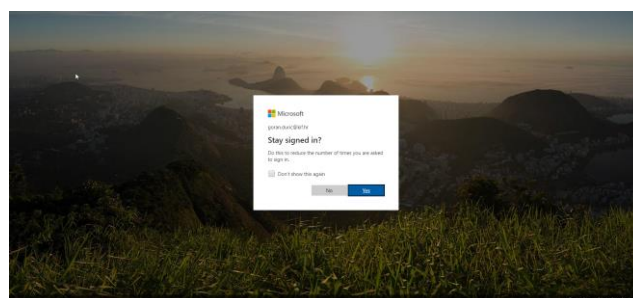 Microsoft
Stay signed in?
Do this to reduce the number of times you are asked
to sign in.
Don't show this again
No
Yes